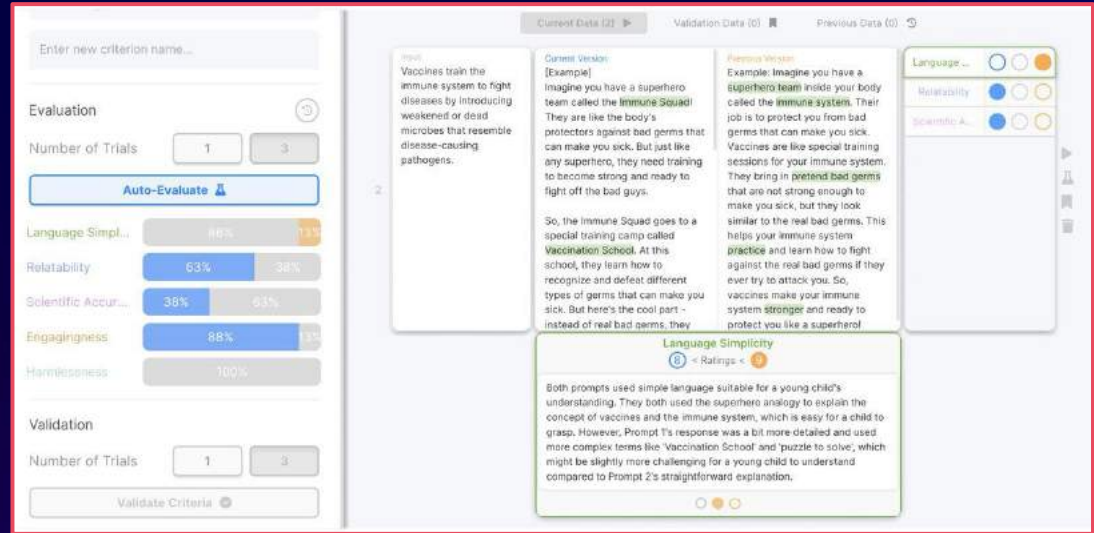 Enter new criterion name...
Evaluation
Number of Trials
1
3
Auto-Evaluate
Language Simpl...
86%
13%
Relatability
63%
38%
Scientific Accur...
38%
63%
Engagingness
88%
13%
Harmlessness
100%
Validation
Number of Trials
1
3
Validate Criteria
Current Data (2)
Validation Data (0)
Previous Data (0)
2
Input
Vaccines train the
immune system to fight
diseases by introducing
weakened or dead
microbes that resemble
disease-causing
pathogens.
Current Version
[Example]
Imagine you have a superhero
team called the Immune Squad!
They are like the body's
protectors against bad germs that
can make you sick. But just like
any superhero, they need training
to become strong and ready to
fight off the bad guys.
So, the Immune Squad goes to a
special training camp called
Vaccination School. At this
school, they learn how to
recognize and defeat different
types of germs that can make you
sick. But here's the cool part -
instead of real bad germs, they
Previous Version
Example: Imagine you have a
superhero team inside your body
called the immune system. Their
job is to protect you from bad
germs that can make you sick.
Vaccines are like special training
sessions for your immune system.
They bring in pretend bad germs
that are not strong enough to
make you sick, but they look
similar to the real bad germs. This
helps your immune system
practice and learn how to fight
against the real bad germs if they
ever try to attack you. So,
vaccines make your immune
system stronger and ready to
protect you like a superhero!
Language ...
Relatability
Scientific A...
Language Simplicity
8 < Ratings < 9
Both prompts used simple language suitable for a young child's
understanding. They both used the superhero analogy to explain the
concept of vaccines and the immune system, which is easy for a child to
grasp. However, Prompt 1's response was a bit more detailed and used
more complex terms like 'Vaccination School' and 'puzzle to solve', which
might be slightly more challenging for a young child to understand
compared to Prompt 2's straightforward explanation.